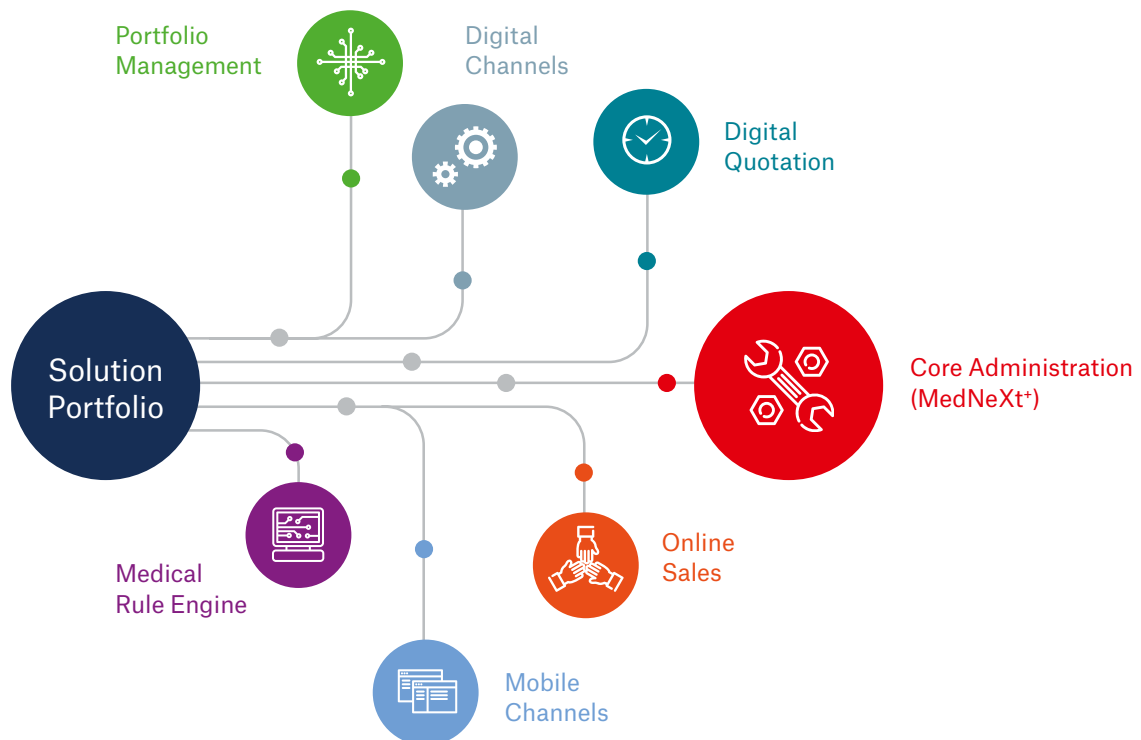 Portfolio
Management
Digital
Channels
Digital
Quotation
Solution
Portfolio
Core Administration
(MedNeXt⁺)
Online
Sales
Medical
Rule Engine
Mobile
Channels